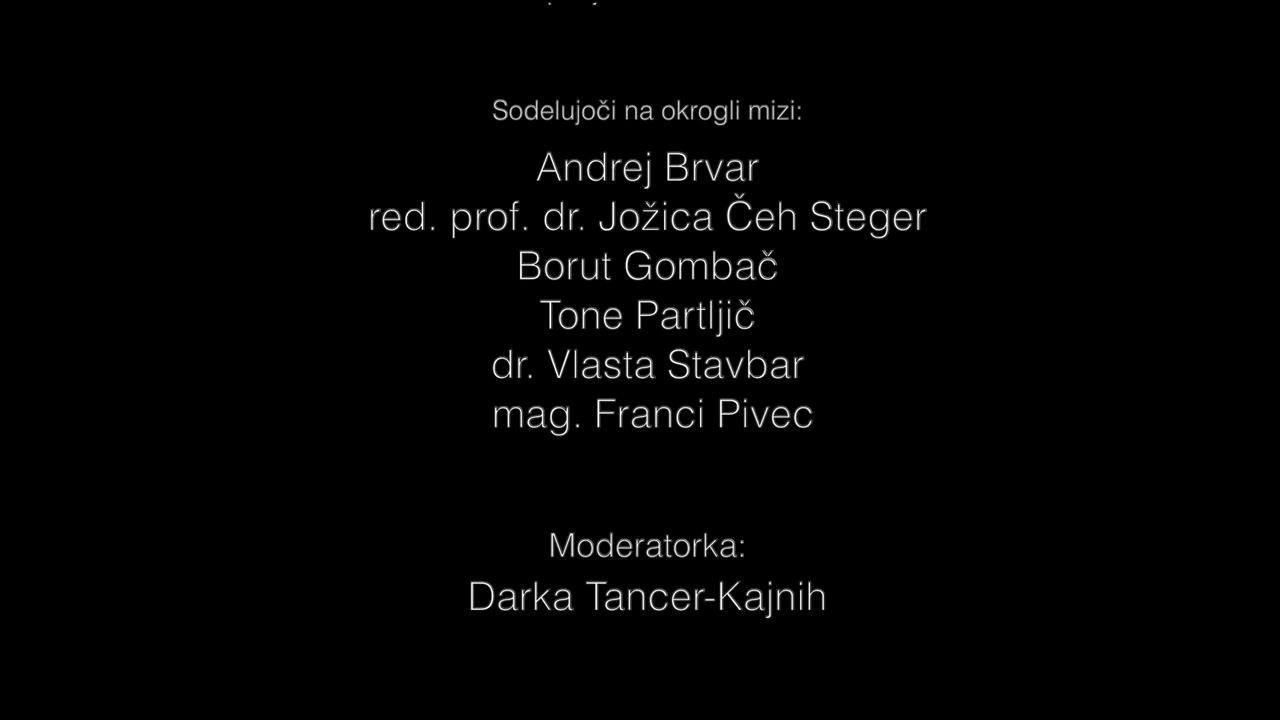 Sodelujoči na okrogli mizi:
Andrej Brvar
red. prof. dr. Jožica Čeh Steger
Borut Gombač
Tone Partljič
dr. Vlasta Stavbar
mag. Franci Pivec
Moderatorka:
Darka Tancer-Kajnih